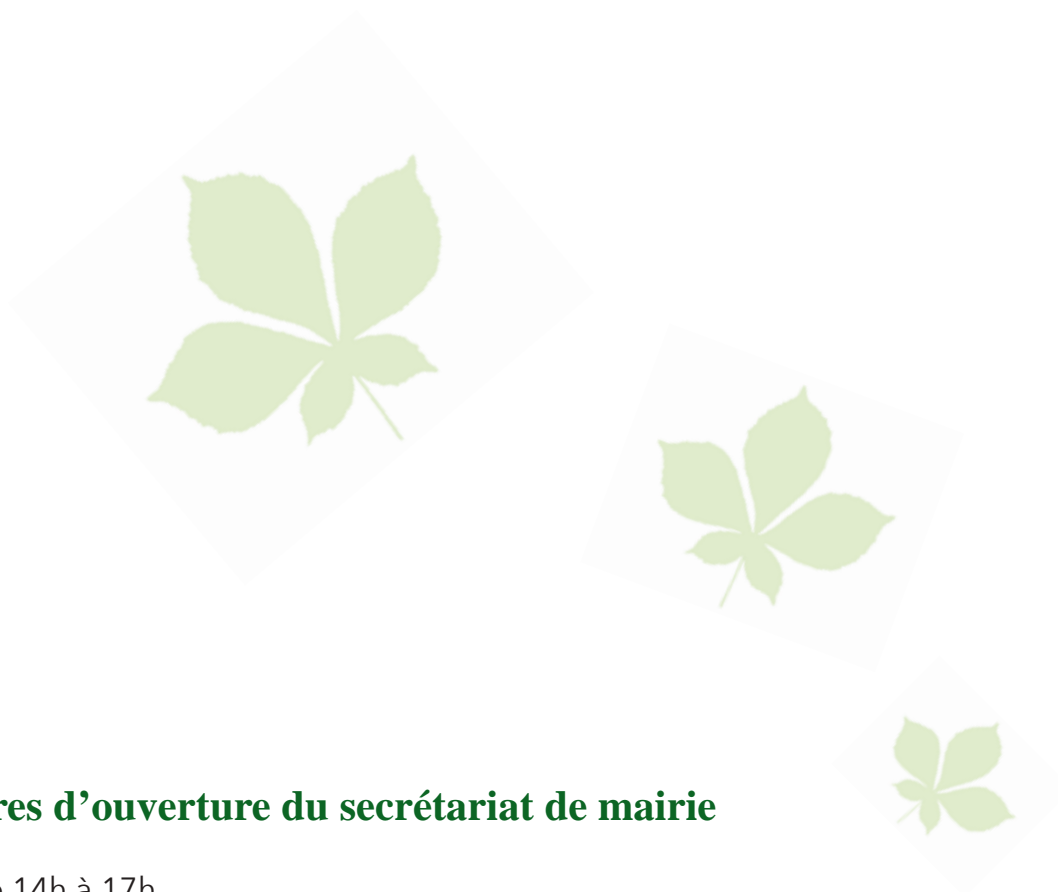 res d’ouverture du secrétariat de mairie
14h à 17h